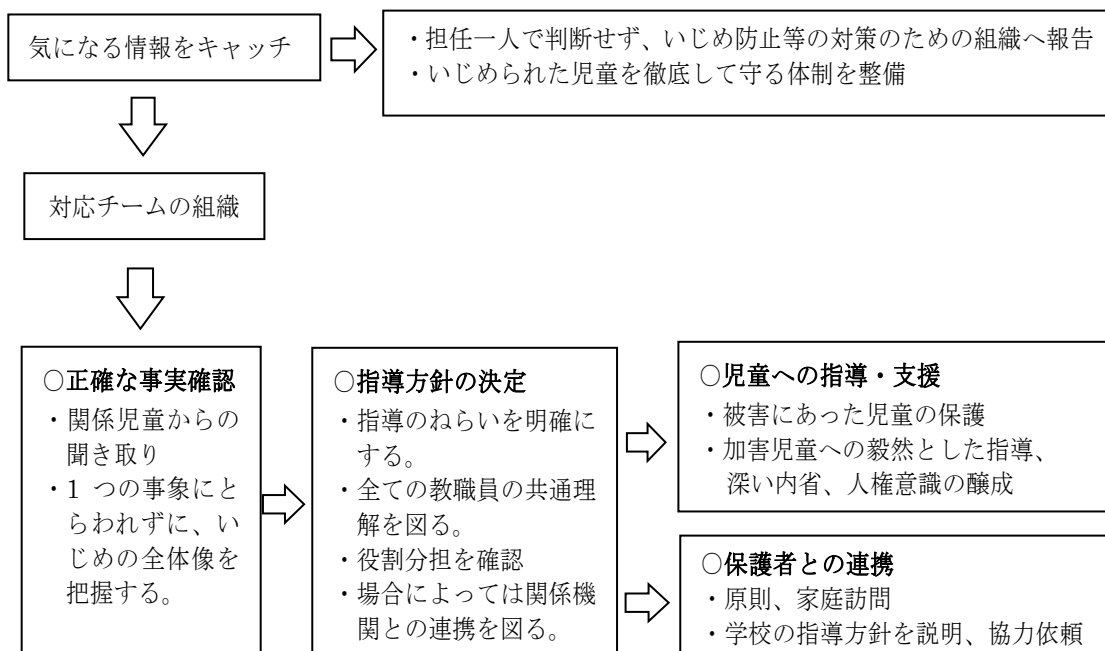 気になる情報をキャッチ
・担任一人で判断せず、いじめ防止等の対策のための組織へ報告
・いじめられた児童を徹底して守る体制を整備
対応チームの組織
○正確な事実確認
・関係児童からの
聞き取り
・1 つの事象にと
らわれずに、い
じめの全体像を
把握する。
○指導方針の決定
・指導のねらいを明確に
する。
・全ての教職員の共通理
解を図る。
・役割分担を確認
・場合によっては関係機
関との連携を図る。
○児童への指導・支援
・被害にあった児童の保護
・加害児童への毅然とした指導、
深い内省、人権意識の醸成
○保護者との連携
・原則、家庭訪問
・学校の指導方針を説明、協力依頼